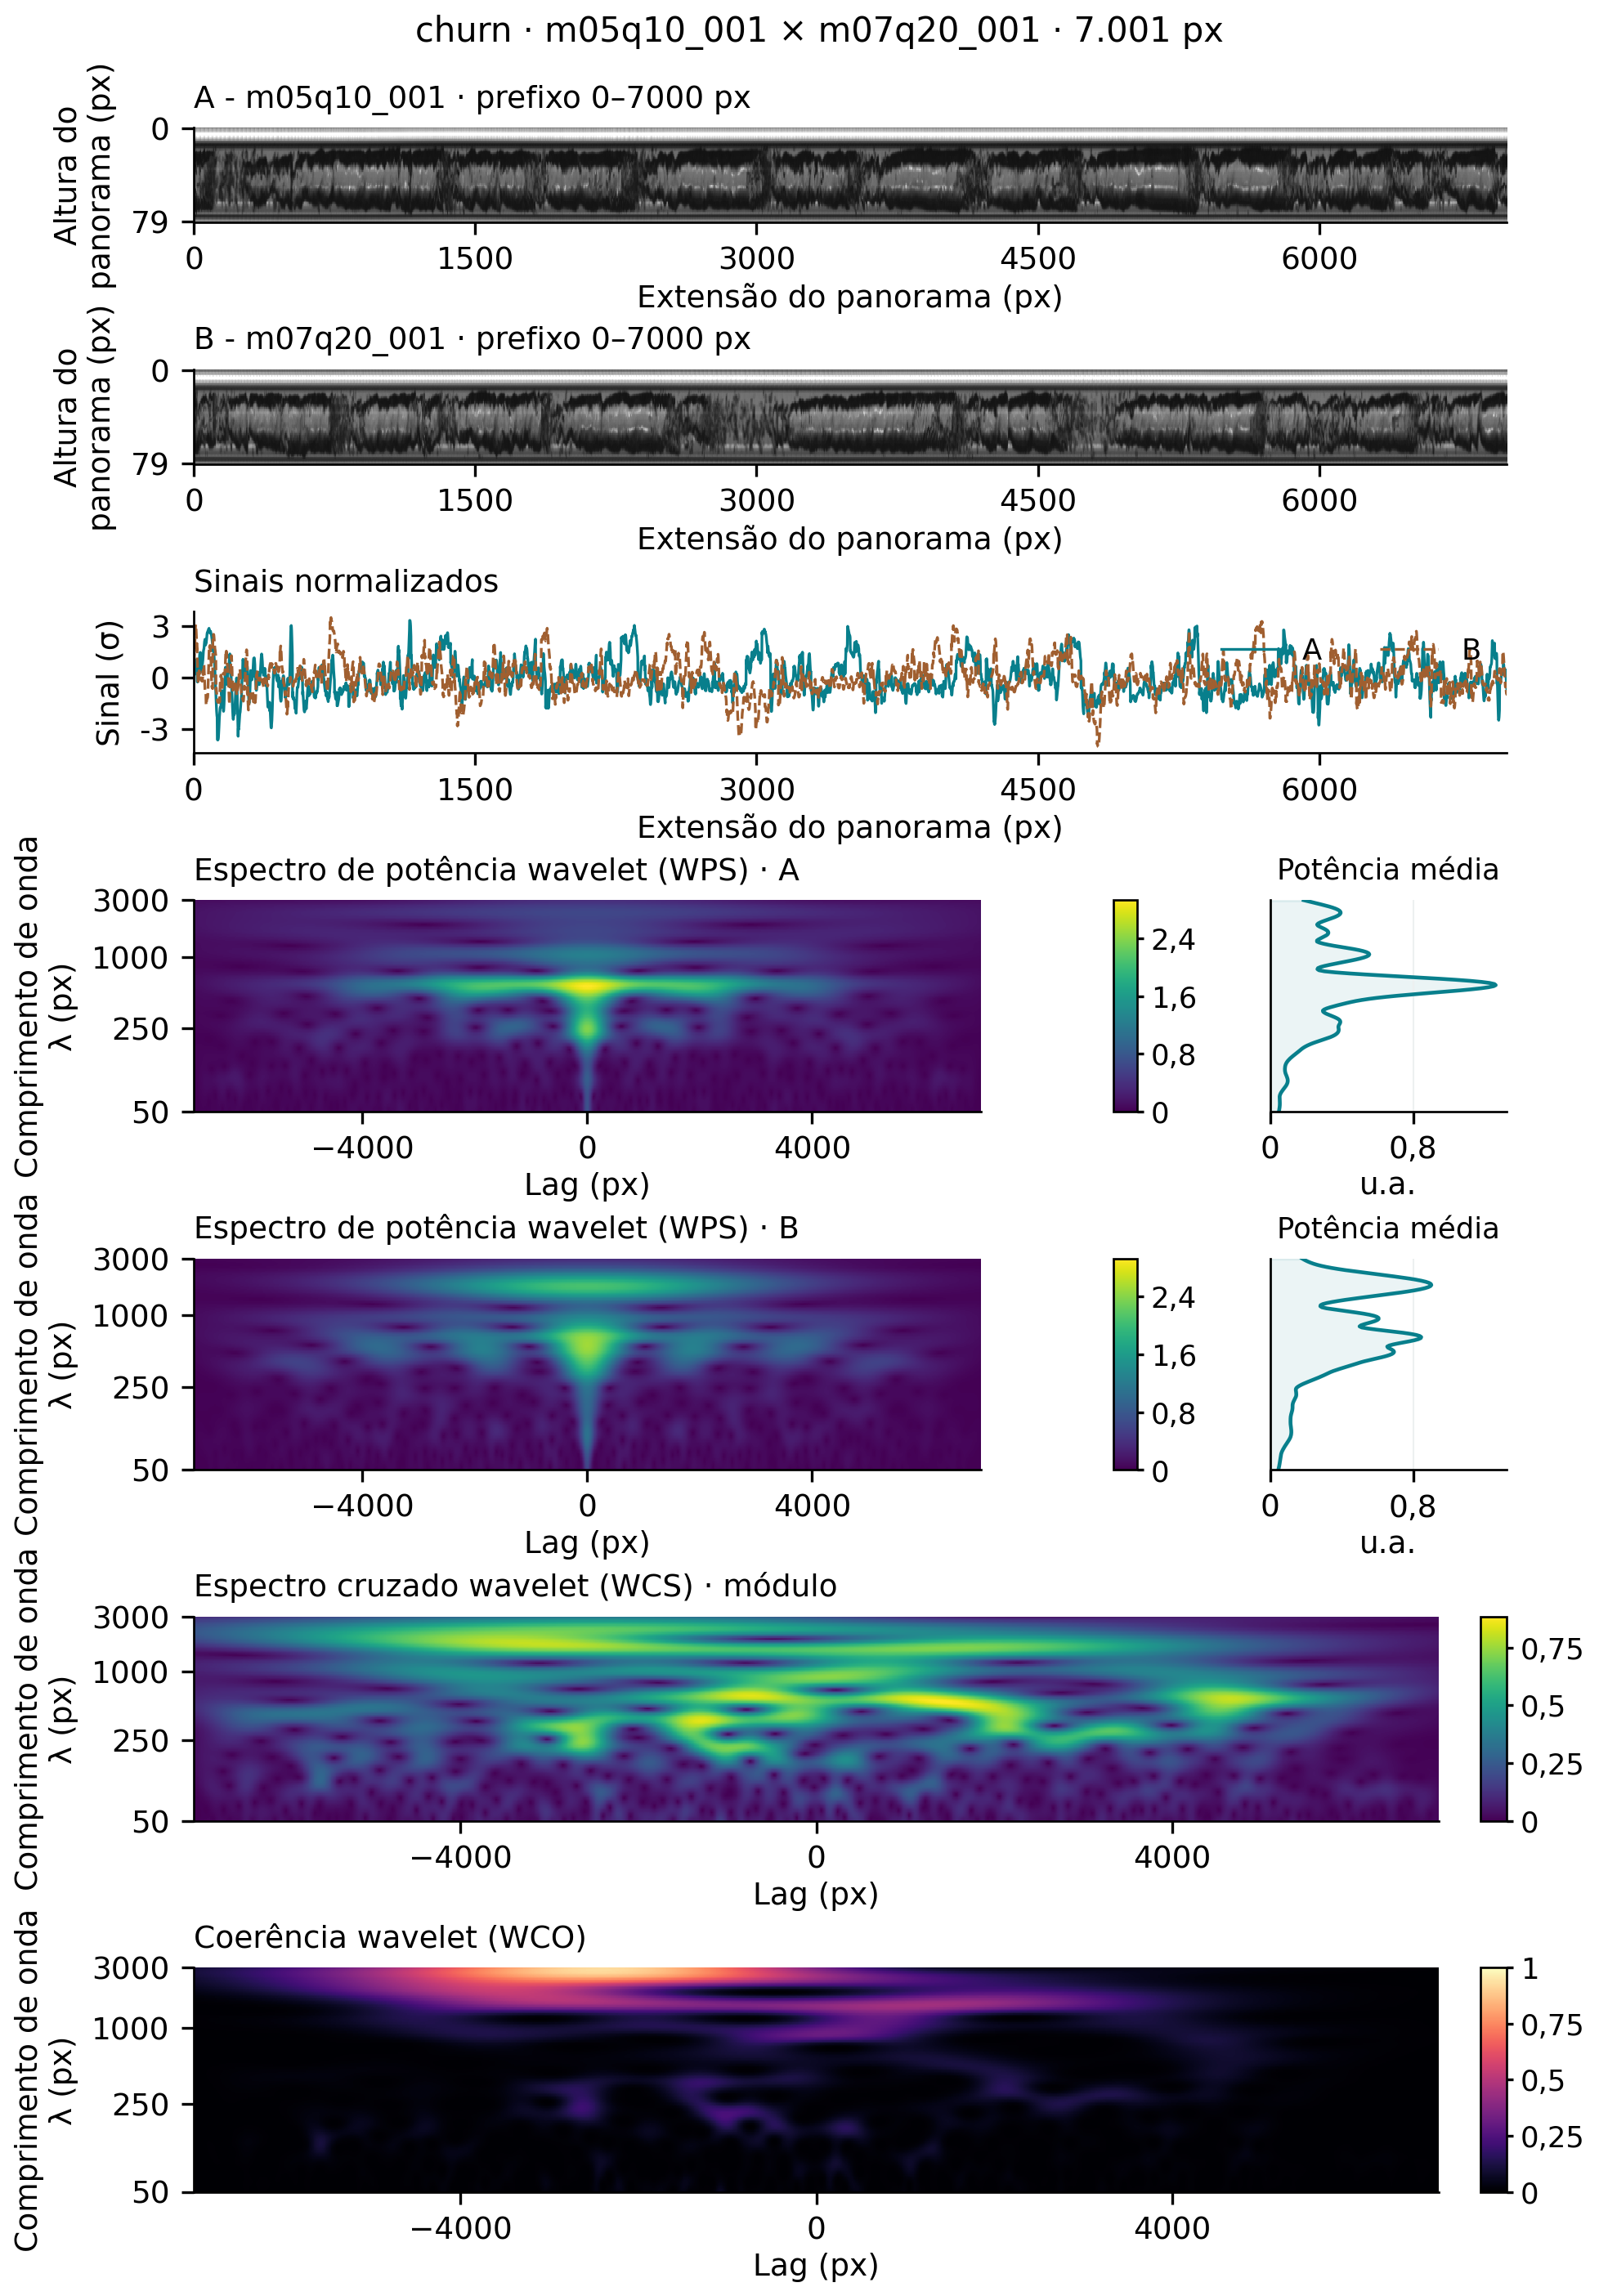 churn · m05q10_001 × m07q20_001 · 7.001 px
A - m05q10_001 · prefixo 0–7000 px
Altura do
panorama (px)
0
79
0 1500 3000 4500 6000
Extensão do panorama (px)
B - m07q20_001 · prefixo 0–7000 px
Altura do
panorama (px)
0
79
0 1500 3000 4500 6000
Extensão do panorama (px)
Sinais normalizados
Sinal (σ)
3
0
-3
A B
0 1500 3000 4500 6000
Extensão do panorama (px)
Espectro de potência wavelet (WPS) · A
Comprimento de onda
λ (px)
3000
1000
250
50
−4000 0 4000
Lag (px)
2,4
1,6
0,8
0
Potência média
0 0,8
u.a.
Espectro de potência wavelet (WPS) · B
Comprimento de onda
λ (px)
3000
1000
250
50
−4000 0 4000
Lag (px)
2,4
1,6
0,8
0
Potência média
0 0,8
u.a.
Espectro cruzado wavelet (WCS) · módulo
Comprimento de onda
λ (px)
3000
1000
250
50
−4000 0 4000
Lag (px)
0,75
0,5
0,25
0
Coerência wavelet (WCO)
Comprimento de onda
λ (px)
3000
1000
250
50
−4000 0 4000
Lag (px)
1
0,75
0,5
0,25
0